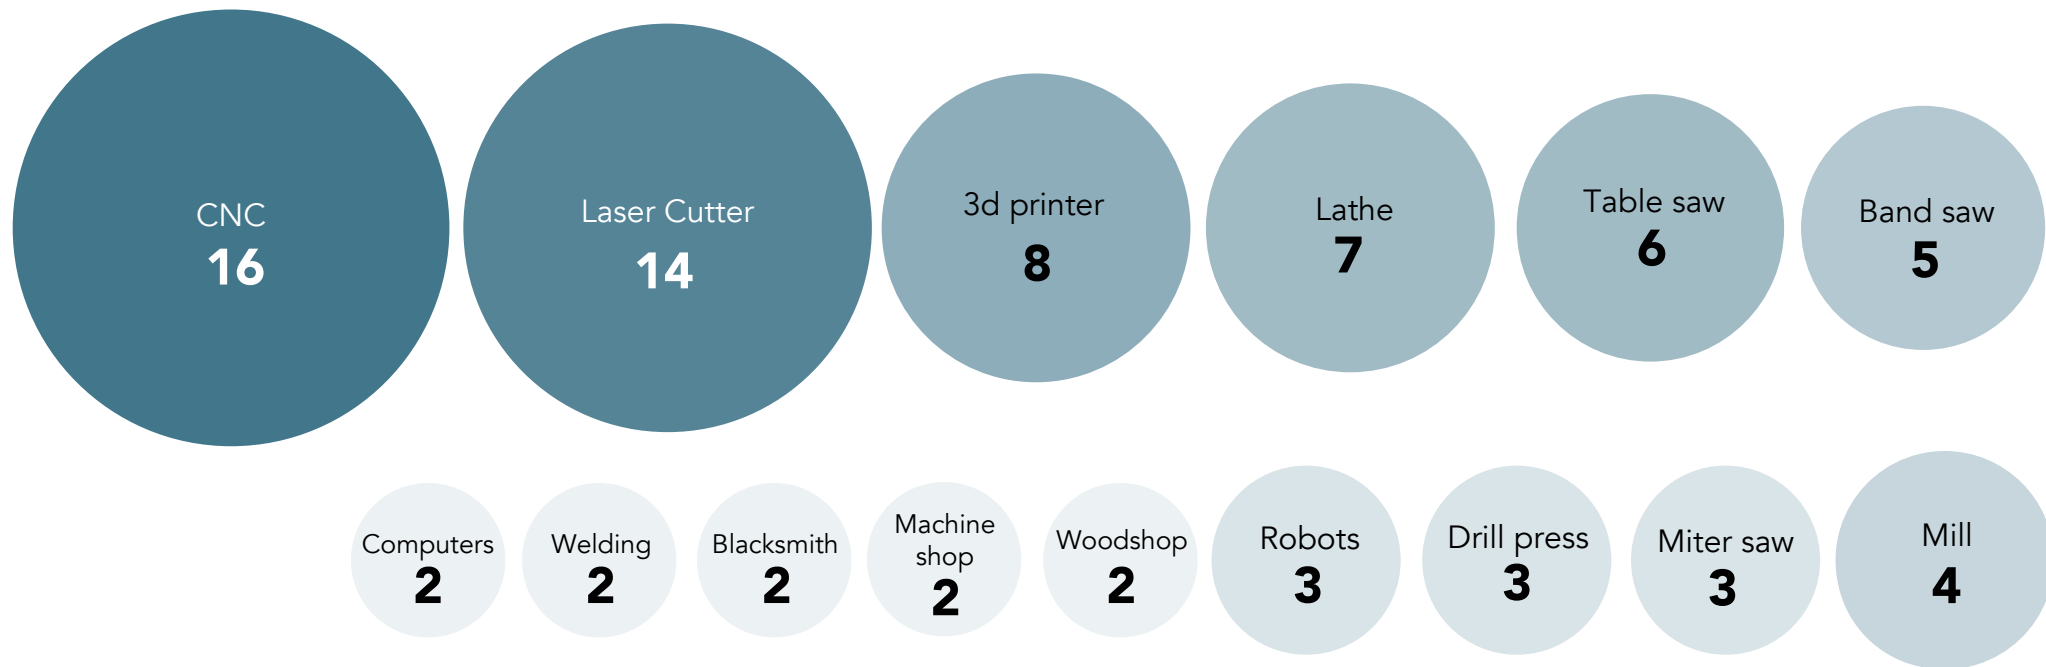 CNC
16
Laser Cutter
14
3d printer
8
Lathe
7
Table saw
6
Band saw
5
Computers
2
Welding
2
Blacksmith
2
Machine
shop
2
Woodshop
2
Robots
3
Drill press
3
Miter saw
3
Mill
4